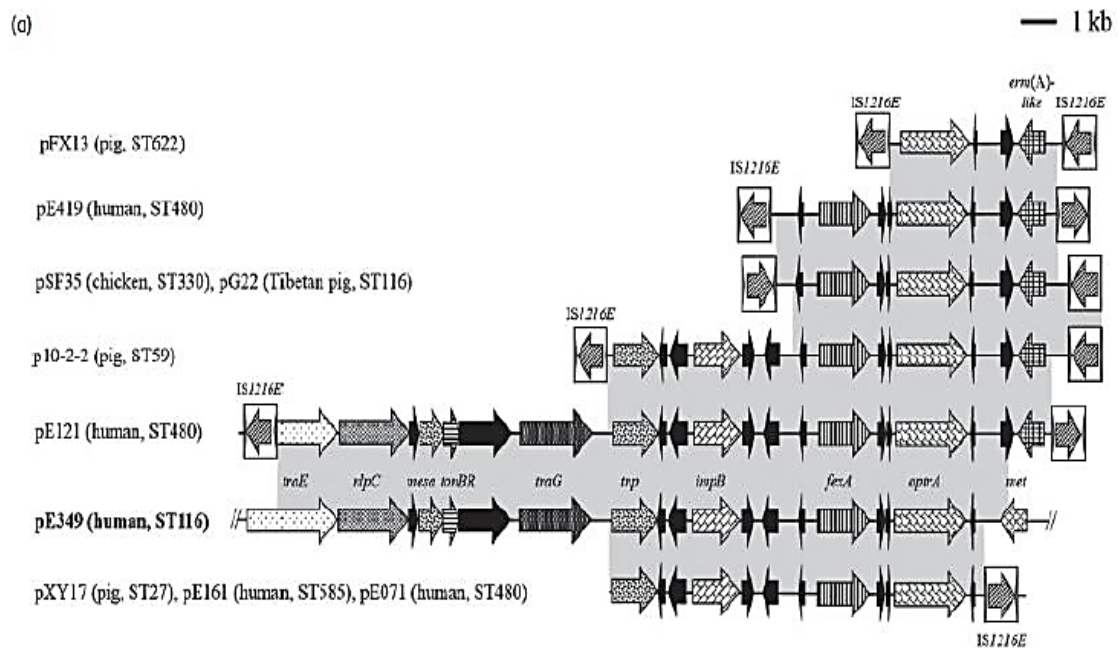 (a)
1 kb
erm(A)-
IS1216E like IS1216E
pFX13 (pig, ST622)
IS1216E
pE419 (human, ST480)
pSF35 (chicken, ST330), pG22 (Tibetan pig, ST116)
IS1216E
p10-2-2 (pig, ST59)
IS1216E
pE121 (human, ST480)
traE nlpC mesa tonBR traG tnp impB fexA optrA met
pE349 (human, ST116)
// //
pXY17 (pig, ST27), pE161 (human, ST585), pE071 (human, ST480)
IS1216E